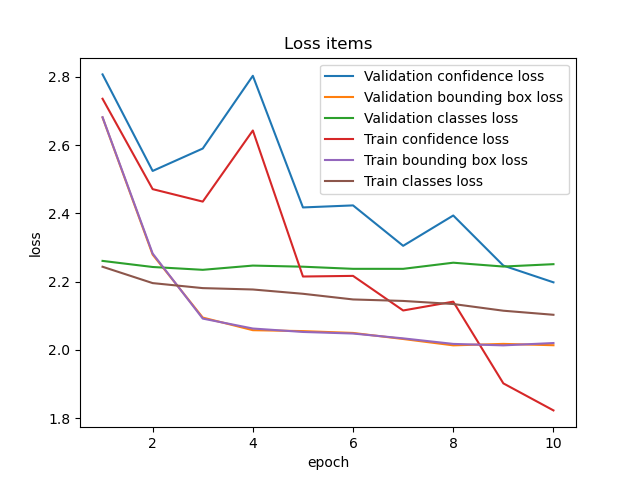 Loss items
2.8
2.6
2.4
2.2
2.0
1.8
loss
Validation confidence loss
Validation bounding box loss
Validation classes loss
Train confidence loss
Train bounding box loss
Train classes loss
2 4 6 8 10
epoch